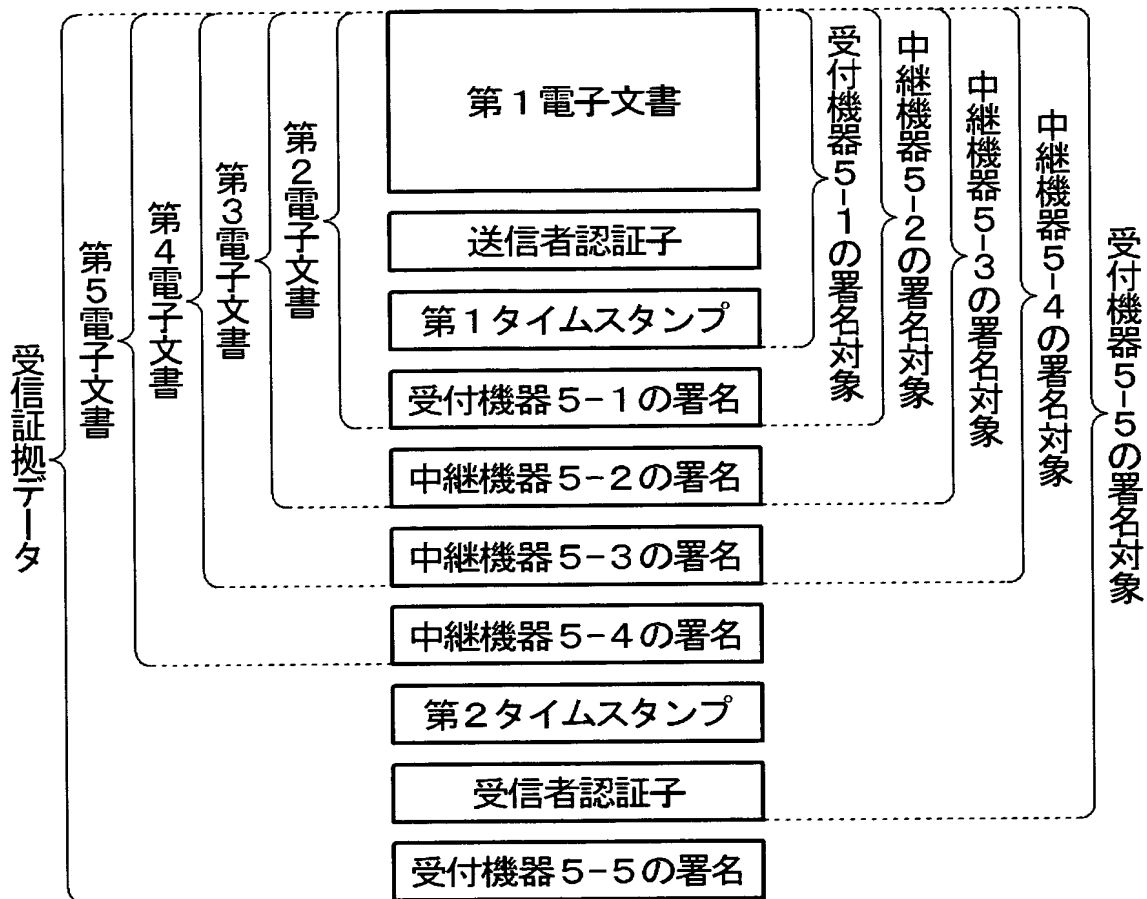 第１電子文書
送信者認証子
第１タイムスタンプ
受付機器５-１の署名
中継機器５-２の署名
中継機器５-３の署名
中継機器５-４の署名
第２タイムスタンプ
受信者認証子
受付機器５-５の署名
第２電子文書
第３電子文書
第４電子文書
第５電子文書
受信証拠データ
受付機器５-１の署名対象
中継機器５-２の署名対象
中継機器５-３の署名対象
中継機器５-４の署名対象
受付機器５-５の署名対象